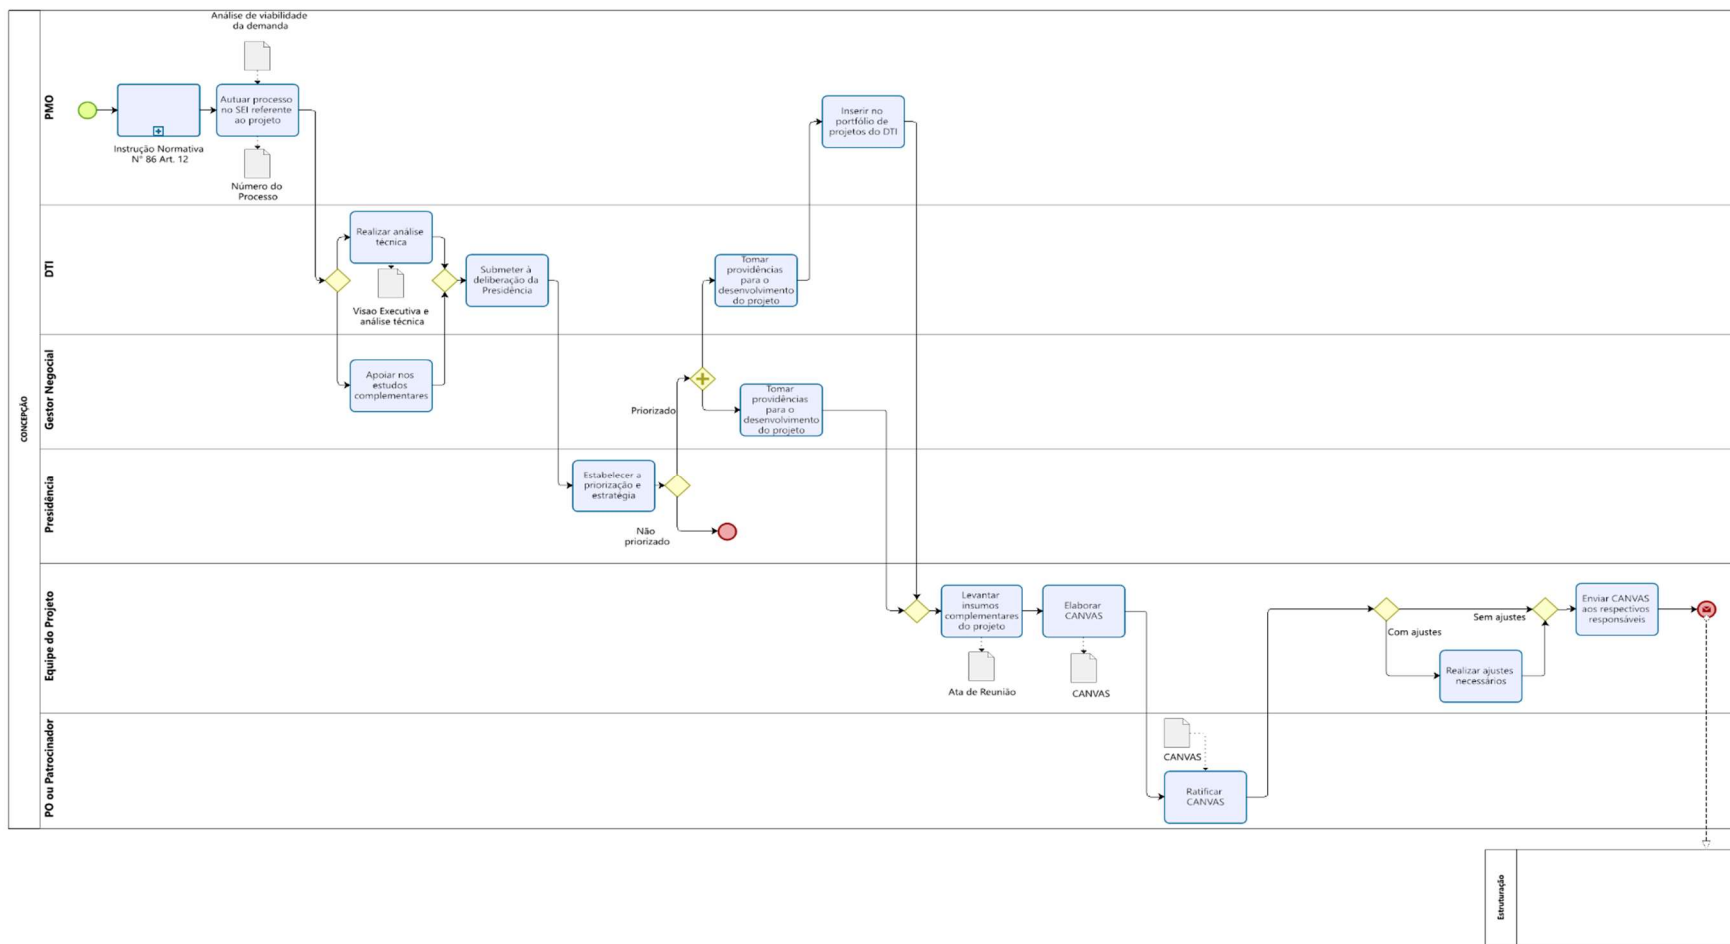 CONCEPÇÃO
PMO
Análise de viabilidade
da demanda
Instrução Normativa
N° 86 Art. 12
Autuar processo
no SEI referente
ao projeto
Número do
Processo
Inserir no
portfólio de
projetos do DTI
DTI
Realizar análise
técnica
Visao Executiva e
análise técnica
Submeter à
deliberação da
Presidência
Tomar
providências
para o
desenvolvimento
do projeto
Gestor Negocial
Apoiar nos
estudos
complementares
Priorizado
Tomar
providências
para o
desenvolvimento
do projeto
Presidência
Estabelecer a
priorização e
estratégia
Não
priorizado
Equipe do Projeto
Levantar
insumos
complementares
do projeto
Ata de Reunião
Elaborar
CANVAS
CANVAS
Com ajustes
Sem ajustes
Realizar ajustes
necessários
Enviar CANVAS
aos respectivos
responsáveis
PO ou Patrocinador
CANVAS
Ratificar
CANVAS
Estruturação